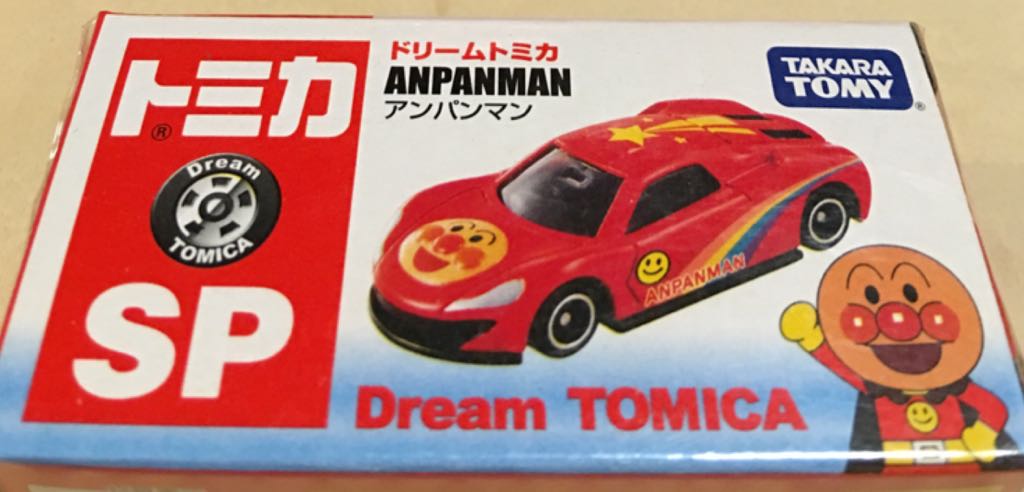 トミカ
®
Dream
TOMICA
SP
ドリームトミカ
ANPANMAN
アンパンマン
TAKARA
TOMY
®
ANPANMAN
Dream TOMICA